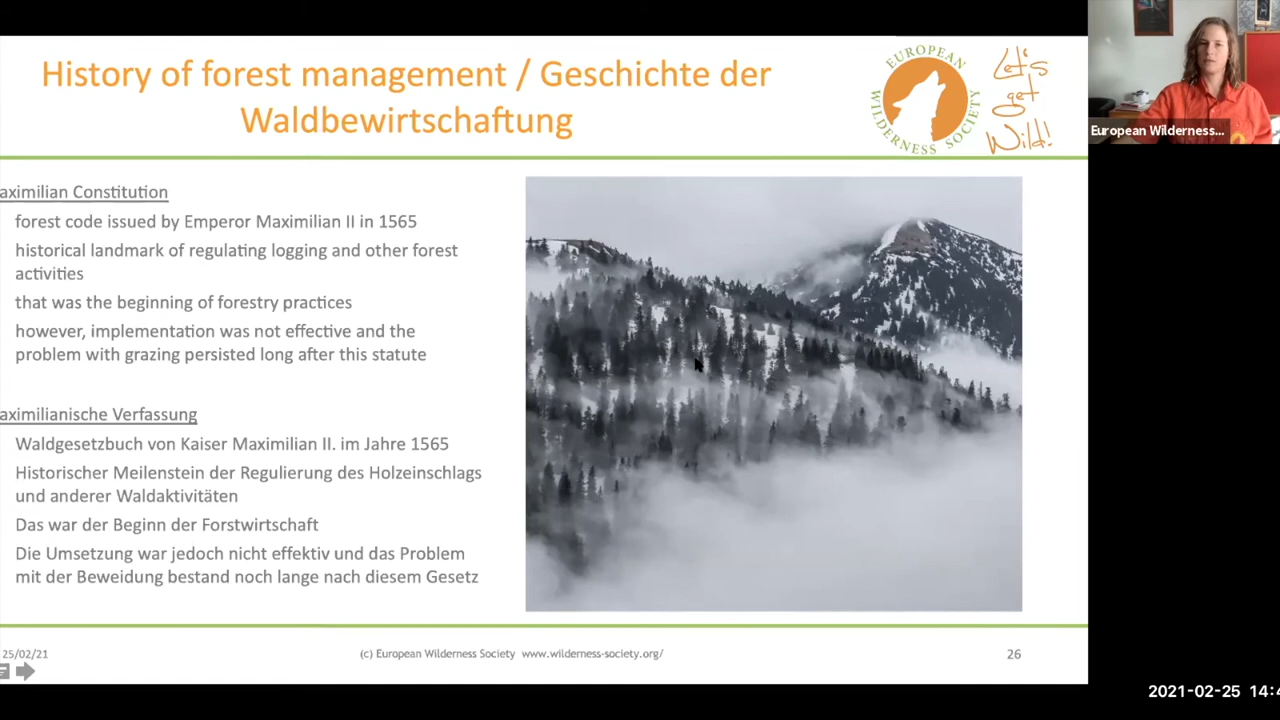 History of forest management / Geschichte der
Waldbewirtschaftung
EUROPEAN
WILDERNESS SOCIETY
Let's
get
Wild!
European Wilderness...
aximilian Constitution
forest code issued by Emperor Maximilian II in 1565
historical landmark of regulating logging and other forest
activities
that was the beginning of forestry practices
however, implementation was not effective and the
problem with grazing persisted long after this statute
aximilianische Verfassung
Waldgesetzbuch von Kaiser Maximilian II. im Jahre 1565
Historischer Meilenstein der Regulierung des Holzeinschlags
und anderer Waldaktivitäten
Das war der Beginn der Forstwirtschaft
Die Umsetzung war jedoch nicht effektiv und das Problem
mit der Beweidung bestand noch lange nach diesem Gesetz
25/02/21
(c) European Wilderness Society www.wilderness-society.org/
26
2021-02-25 14:4